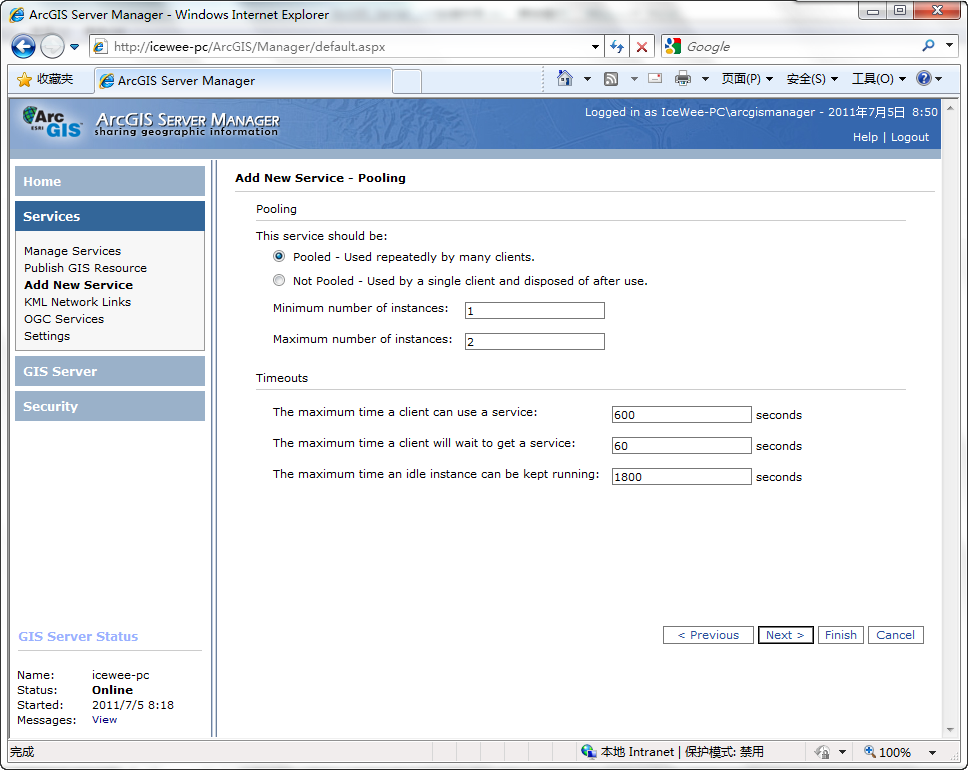 ArcGIS Server Manager - Windows Internet Explorer
http://icewee-pc/ArcGIS/Manager/default.aspx
Google
收藏夹
ArcGIS Server Manager
页面(P)
安全(S)
工具(O)
Arc
ESRI GIS
ArcGIS Server Manager
sharing geographic information
Logged in as IceWee-PC\arcgismanager - 2011年7月5日 8:50
Help | Logout
Home
Services
Manage Services
Publish GIS Resource
Add New Service
KML Network Links
OGC Services
Settings
GIS Server
Security
GIS Server Status
Name: icewee-pc
Status: Online
Started: 2011/7/5 8:18
Messages: View
Add New Service - Pooling
Pooling
This service should be:
Pooled - Used repeatedly by many clients.
Not Pooled - Used by a single client and disposed of after use.
Minimum number of instances: 1
Maximum number of instances: 2
Timeouts
The maximum time a client can use a service: 600 seconds
The maximum time a client will wait to get a service: 60 seconds
The maximum time an idle instance can be kept running: 1800 seconds
< Previous Next > Finish Cancel
完成
本地 Intranet | 保护模式: 禁用
100%